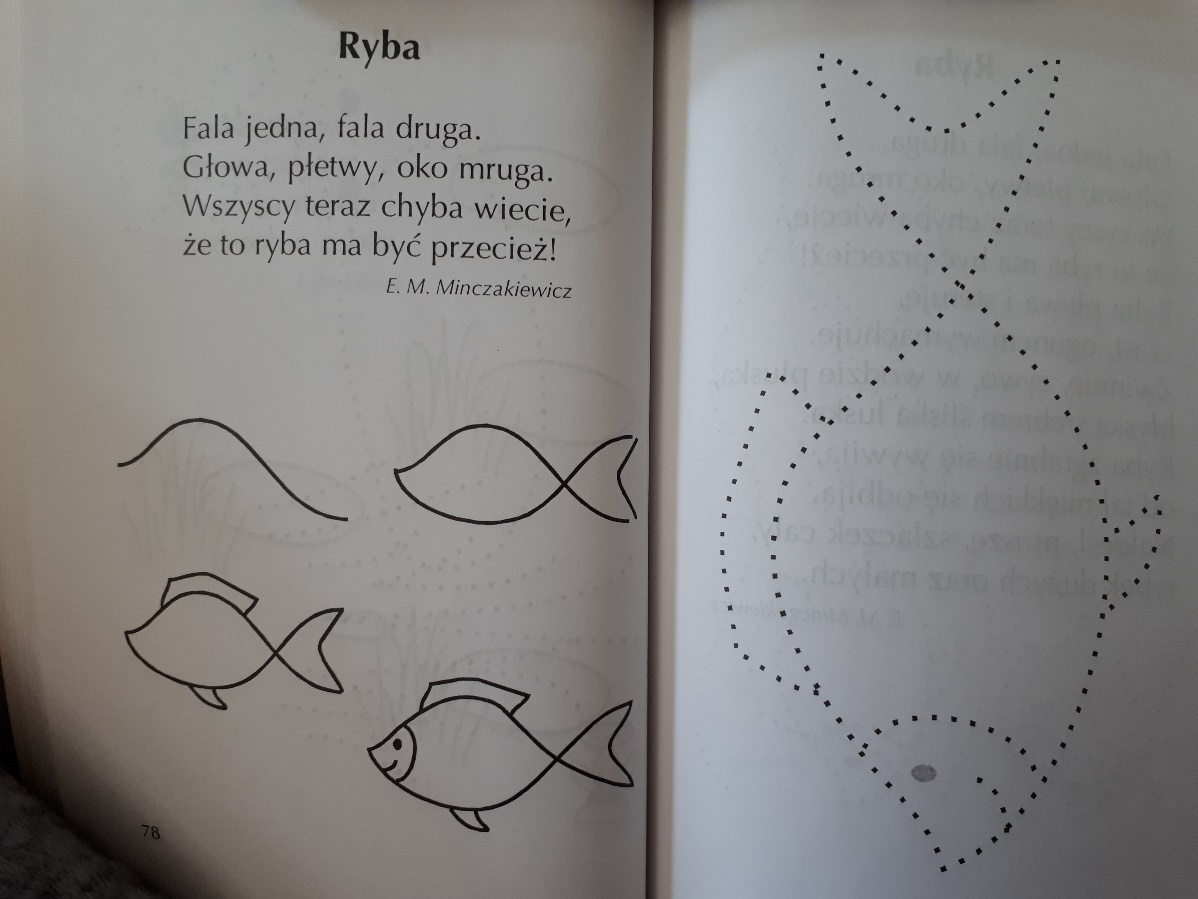 Ryba
Fala jedna, fala druga.
Głowa, płetwy, oko mruga.
Wszyscy teraz chyba wiecie,
że to ryba ma być przecież!
E. M. Minczakiewicz
78